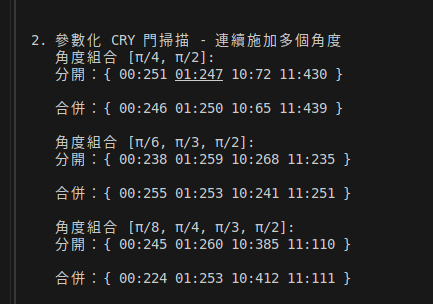 2. 參數化 CRY 門掃描 - 連續施加多個角度
角度組合 [π/4, π/2]:
分開：{ 00:251 01:247 10:72 11:430 }
合併：{ 00:246 01:250 10:65 11:439 }
角度組合 [π/6, π/3, π/2]:
分開：{ 00:238 01:259 10:268 11:235 }
合併：{ 00:255 01:253 10:241 11:251 }
角度組合 [π/8, π/4, π/3, π/2]:
分開：{ 00:245 01:260 10:385 11:110 }
合併：{ 00:224 01:253 10:412 11:111 }